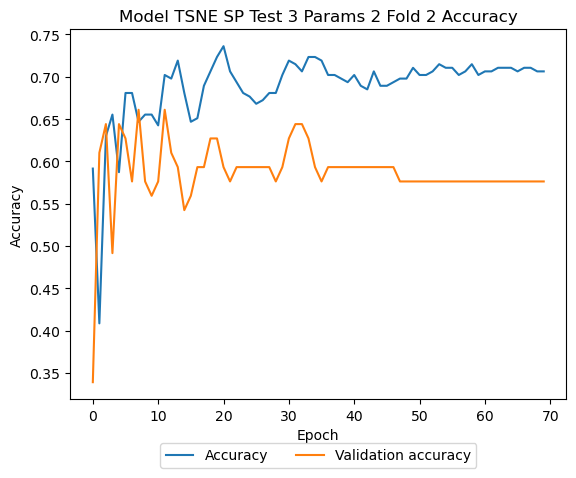 Model TSNE SP Test 3 Params 2 Fold 2 Accuracy
0.75
0.70
0.65
0.60
0.55
0.50
0.45
0.40
0.35
Accuracy
0 10 20 30 40 50 60 70
Epoch
Accuracy Validation accuracy